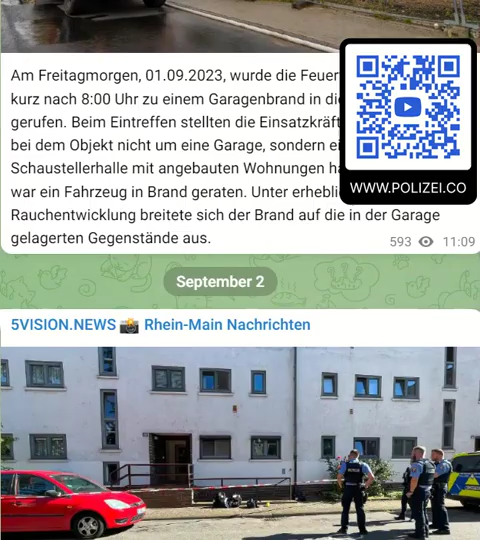 Am Freitagmorgen, 01.09.2023, wurde die Feuer
kurz nach 8:00 Uhr zu einem Garagenbrand in die
gerufen. Beim Eintreffen stellten die Einsatzkräft
bei dem Objekt nicht um eine Garage, sondern ei
Schaustellerhalle mit angebauten Wohnungen ha
war ein Fahrzeug in Brand geraten. Unter erhebli
Rauchentwicklung breitete sich der Brand auf die in der Garage
gelagerten Gegenstände aus.
593 11:09
WWW.POLIZEI.CO
September 2
5VISION.NEWS 📸 Rhein-Main Nachrichten